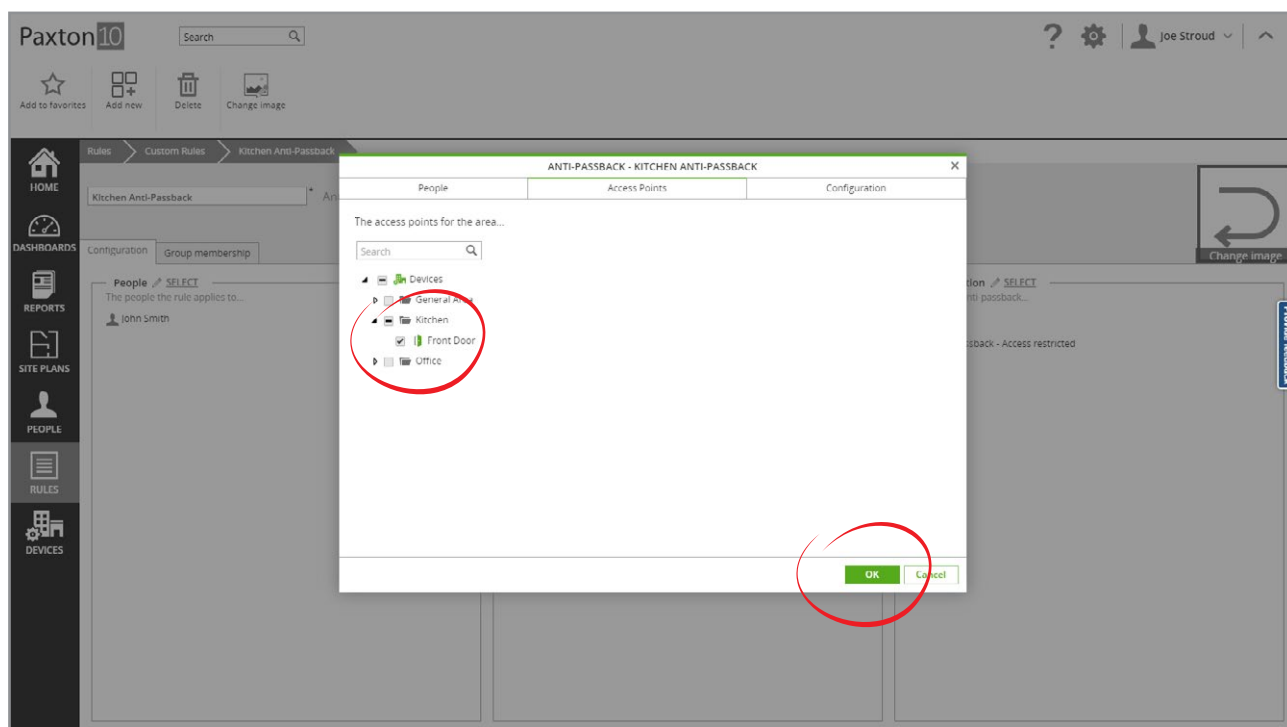 Paxton10
Search
Joe Stroud
Add to favorites
Add new
Delete
Change image
Rules
Custom Rules
Kitchen Anti-Passback
HOME
Kitchen Anti-Passback
*
DASHBOARDS
Configuration
Group membership
Change image
People SELECT
The people the rule applies to...
John Smith
REPORTS
SITE PLANS
PEOPLE
RULES
DEVICES
ANTI-PASSBACK - KITCHEN ANTI-PASSBACK
People
Access Points
Configuration
The access points for the area...
Search
Devices
General Area
Kitchen
Front Door
Office
OK
Cancel
SELECT
passback...
- Access restricted
feedback